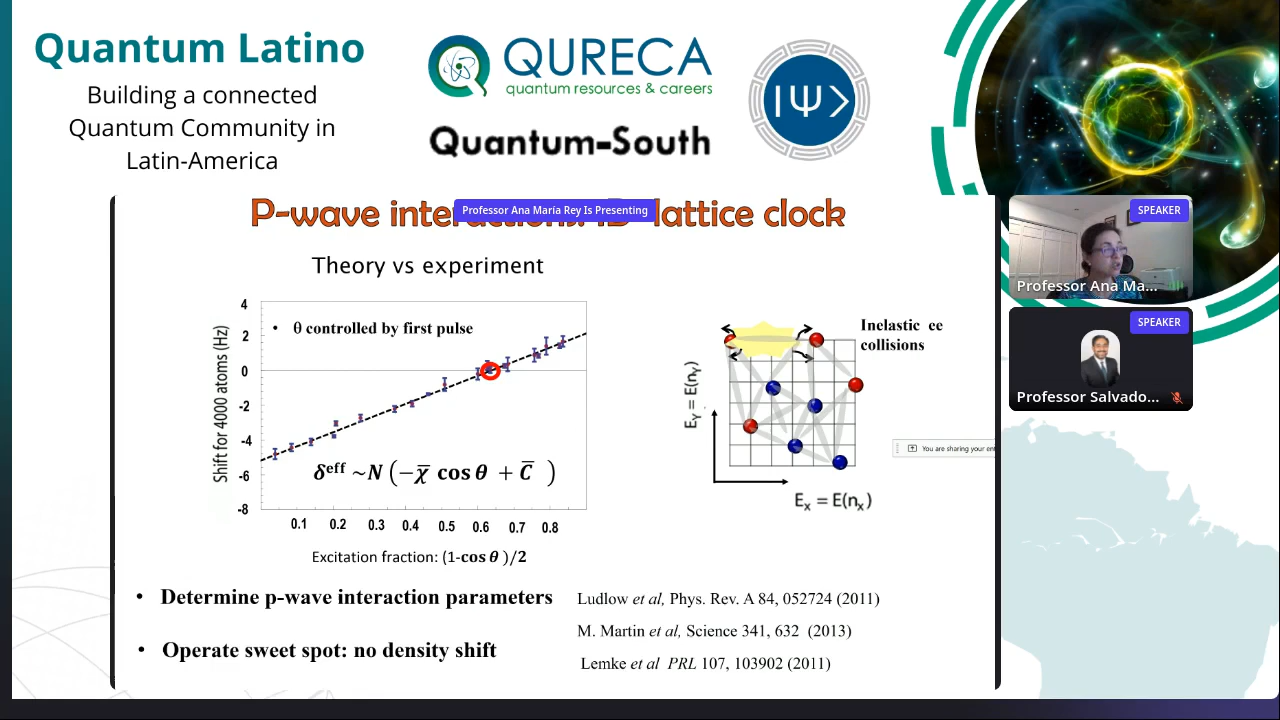 Quantum Latino
Building a connected
Quantum Community in
Latin-America
QURECA
quantum resources & careers
Quantum-South
|Ψ>
Professor Ana María Rey Is Presenting
lattice clock
P-wave
Theory vs experiment
• θ controlled by first pulse
Shift for 4000 atoms (Hz)
4
2
0
-2
-4
-6
-8
δ^eff ~N (−χ̄ cos θ + C̄ )
0.1 0.2 0.3 0.4 0.5 0.6 0.7 0.8
Excitation fraction: (1-cos θ )/2
Inelastic ee
collisions
E_Y = E(n_Y)
E_x = E(n_x)
You are sharing your ent
• Determine p-wave interaction parameters
• Operate sweet spot: no density shift
Ludlow et al, Phys. Rev. A 84, 052724 (2011)
M. Martin et al, Science 341, 632 (2013)
Lemke et al PRL 107, 103902 (2011)
SPEAKER
Professor Ana Ma...
SPEAKER
Professor Salvado...